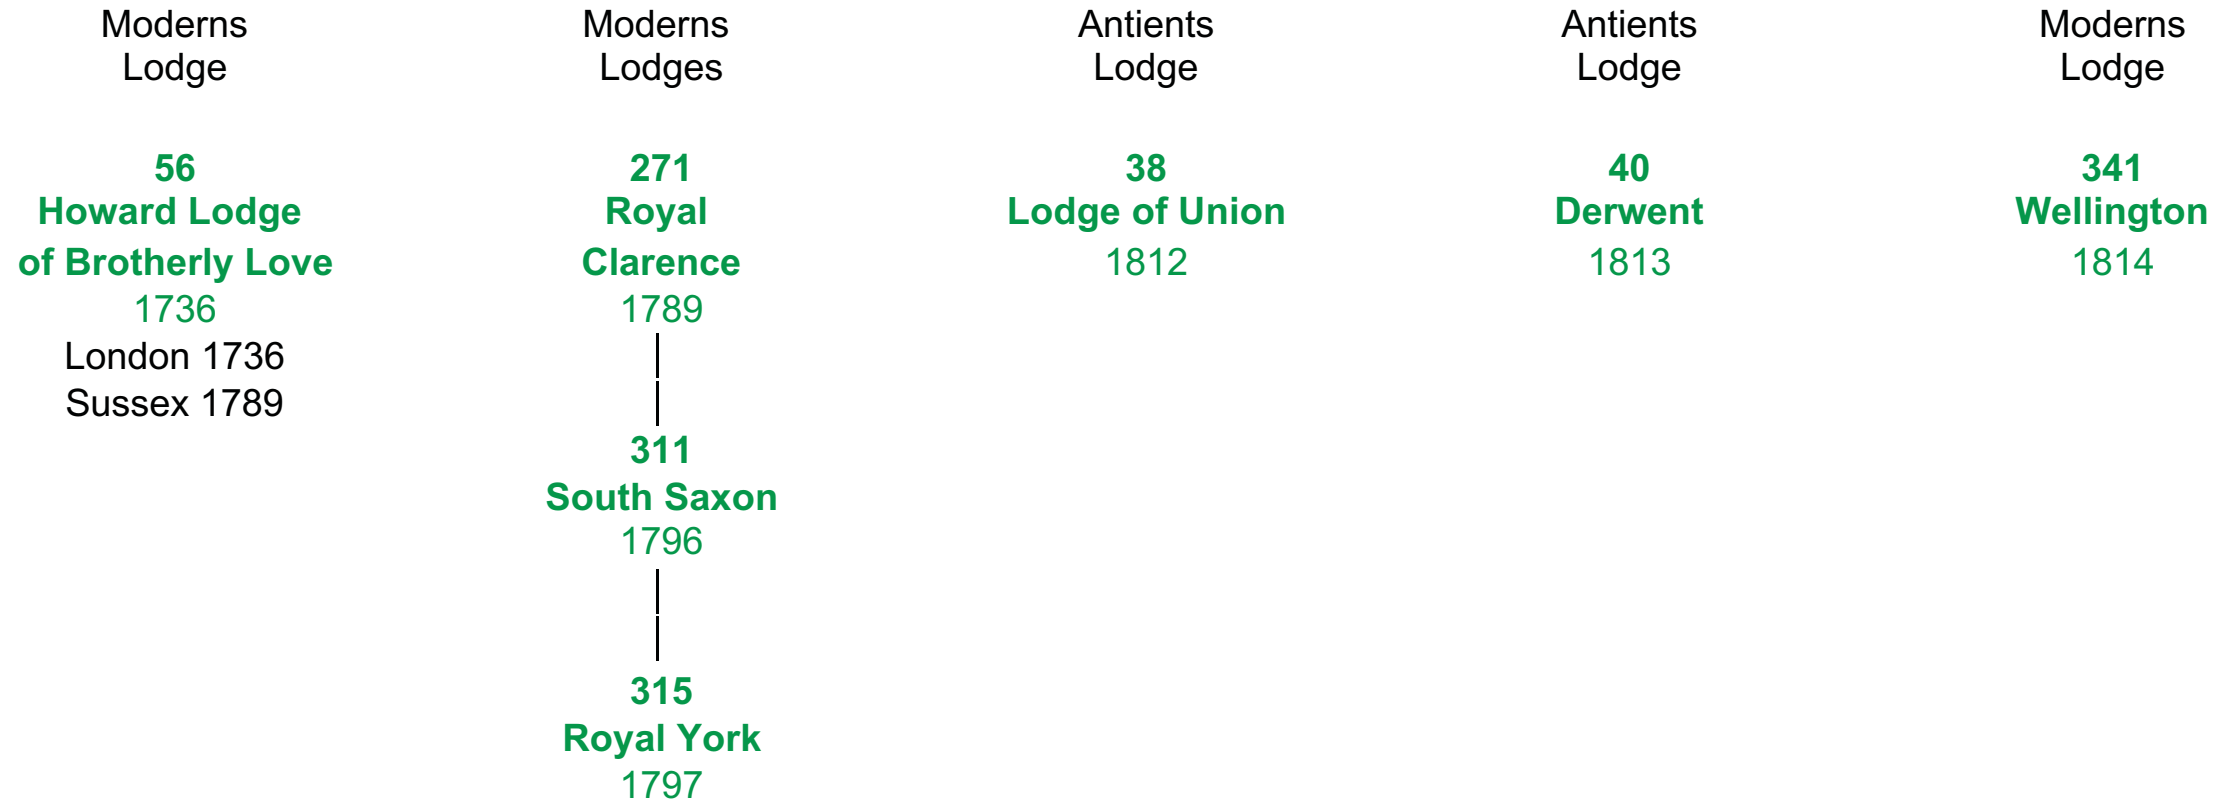 Moderns
Lodge
56
Howard Lodge
of Brotherly Love
1736
London 1736
Sussex 1789
Moderns
Lodges
271
Royal
Clarence
1789
311
South Saxon
1796
315
Royal York
1797
Antients
Lodge
38
Lodge of Union
1812
Antients
Lodge
40
Derwent
1813
Moderns
Lodge
341
Wellington
1814